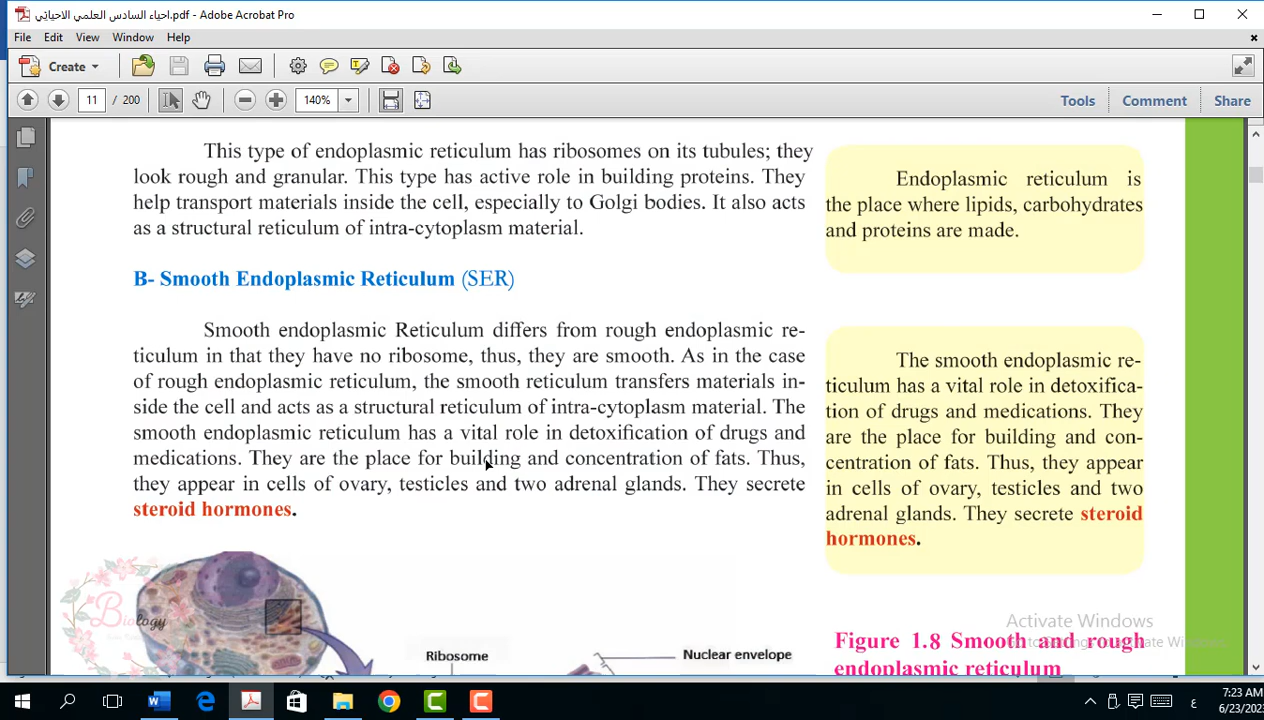 احياء السادس العلمي الاحيائي.pdf - Adobe Acrobat Pro
File Edit View Window Help
Create
11 / 200 140% Tools Comment Share
This type of endoplasmic reticulum has ribosomes on its tubules; they
look rough and granular. This type has active role in building proteins. They
help transport materials inside the cell, especially to Golgi bodies. It also acts
as a structural reticulum of intra-cytoplasm material.
Endoplasmic reticulum is
the place where lipids, carbohydrates
and proteins are made.
B- Smooth Endoplasmic Reticulum (SER)
Smooth endoplasmic Reticulum differs from rough endoplasmic re-
ticulum in that they have no ribosome, thus, they are smooth. As in the case
of rough endoplasmic reticulum, the smooth reticulum transfers materials in-
side the cell and acts as a structural reticulum of intra-cytoplasm material. The
smooth endoplasmic reticulum has a vital role in detoxification of drugs and
medications. They are the place for building and concentration of fats. Thus,
they appear in cells of ovary, testicles and two adrenal glands. They secrete
steroid hormones.
The smooth endoplasmic re-
ticulum has a vital role in detoxifica-
tion of drugs and medications. They
are the place for building and con-
centration of fats. Thus, they appear
in cells of ovary, testicles and two
adrenal glands. They secrete steroid
hormones.
Biology
Ribosome
Nuclear envelope
Activate Windows
Figure 1.8 Smooth and rough
endoplasmic reticulum
7:23 AM
ع
6/23/202